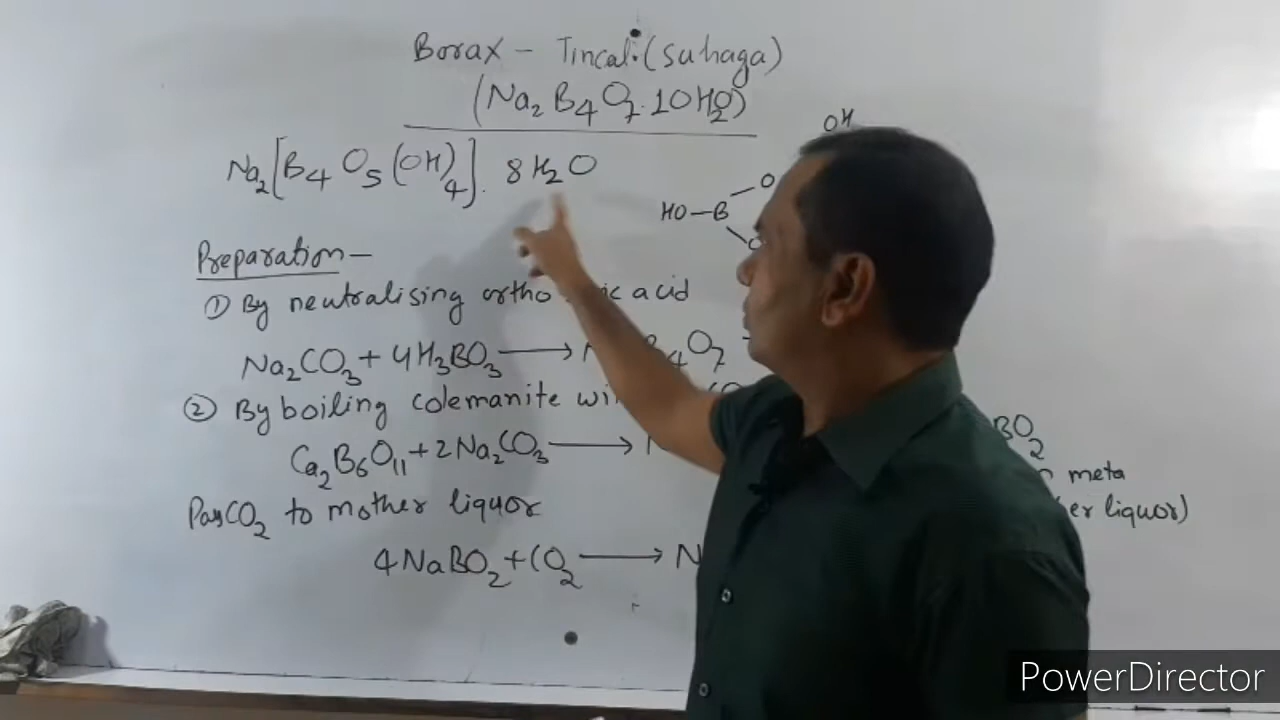 Borax – Tincal (suhaga)
(Na₂B₄O₇.10H₂O)
Na₂[B₄O₅(OH)₄]. 8H₂O
OH
O
HO–B
O
Preparation –
① By neutralising ortho ic acid
Na₂CO₃ + 4H₃BO₃ ⟶ B₄O₇
② By boiling colemanite
Ca₂B₆O₁₁ + 2Na₂CO₃ ⟶ BO₂
meta
Pass CO₂ to mother liquor
er liquor)
4NaBO₂ + CO₂ ⟶ N
PowerDirector